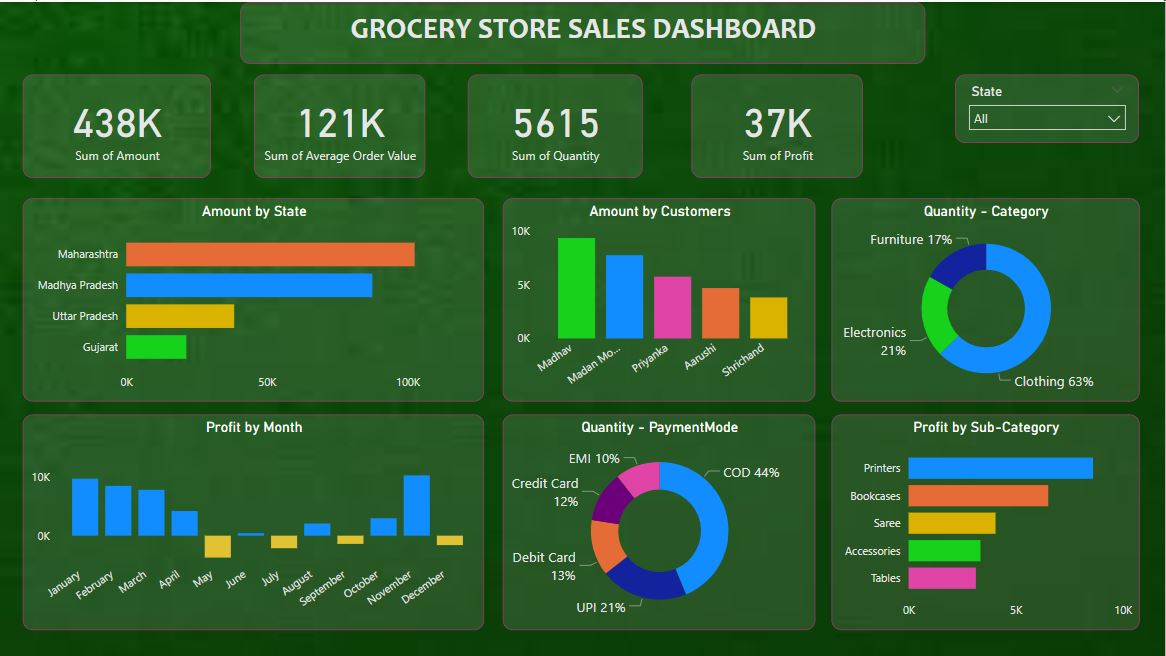 GROCERY STORE SALES DASHBOARD
438K
Sum of Amount
121K
Sum of Average Order Value
5615
Sum of Quantity
37K
Sum of Profit
State
All
Amount by State
Maharashtra
Madhya Pradesh
Uttar Pradesh
Gujarat
0K
50K
100K
Amount by Customers
10K
5K
0K
Madhav
Madan Mo...
Priyanka
Aarushi
Shrichand
Quantity - Category
Furniture 17%
Electronics
21%
Clothing 63%
Profit by Month
10K
0K
January
February
March
April
May
June
July
August
September
October
November
December
Quantity - PaymentMode
EMI 10%
COD 44%
Credit Card
12%
Debit Card
13%
UPI 21%
Profit by Sub-Category
Printers
Bookcases
Saree
Accessories
Tables
0K
5K
10K